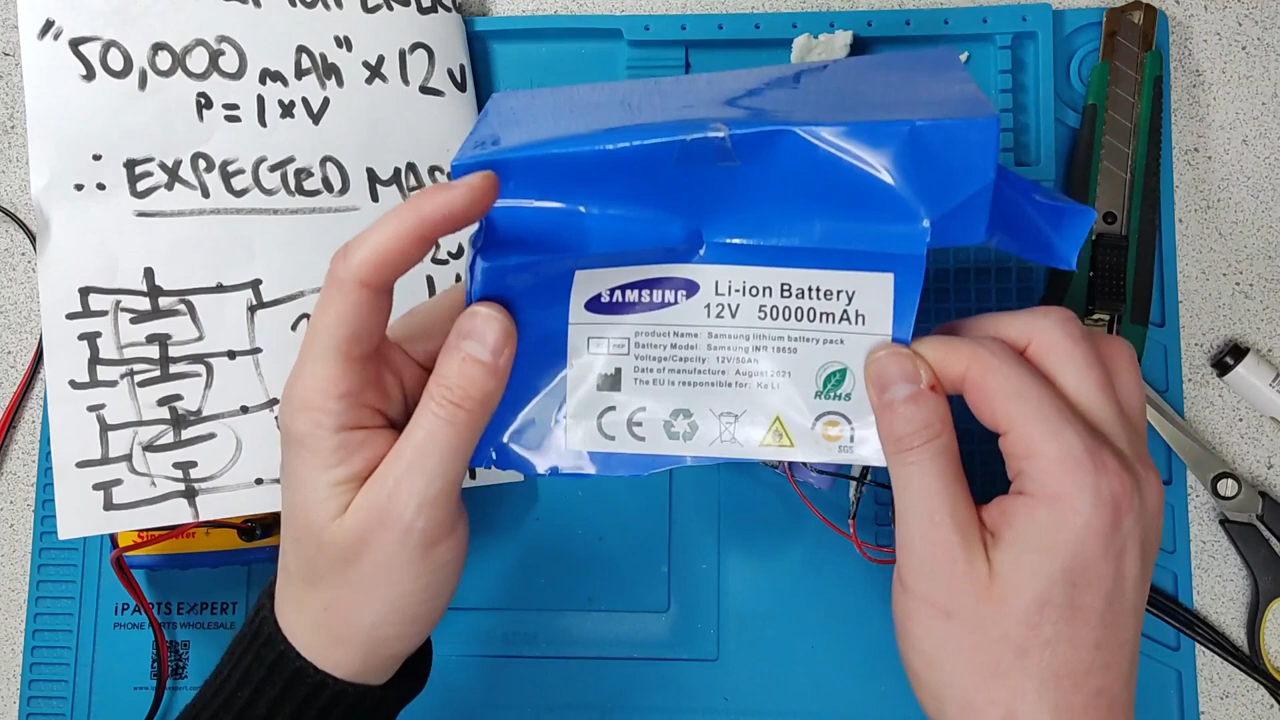 "50,000 mAh" x 12v
P = I x V
∴ EXPECTED
SAMSUNG
Li-ion Battery
12V 50000mAh
product Name: Samsung lithium battery pack
Battery Model: Samsung INR 18650
Voltage/Capcity: 12V/50Ah
Date of manufacture: August 2021
The EU is responsible for: Ke Li
CE
RoHS
SGS
iPARTS EXPERT
PHONE PARTS WHOLESALE